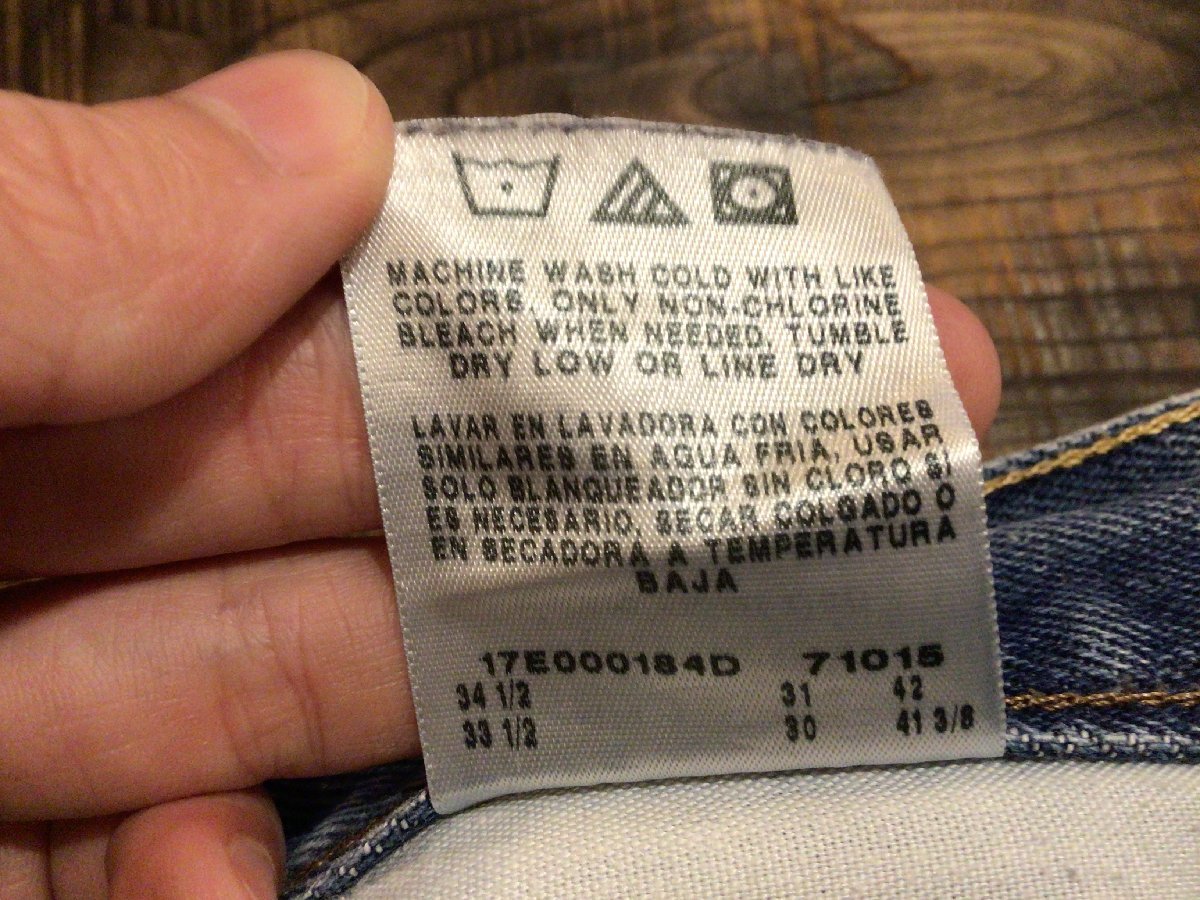 MACHINE WASH COLD WITH LIKE
COLORS, ONLY NON-CHLORINE
BLEACH WHEN NEEDED, TUMBLE
DRY LOW OR LINE DRY
LAVAR EN LAVADORA CON COLORES
SIMILARES EN AGUA FRIA, USAR
SOLO BLANQUEADOR SIN CLORO SI
ES NECESARIO, SECAR COLGADO O
EN SECADORA A TEMPERATURA
BAJA
17E000184D 71015
34 1/2 31 42
33 1/2 30 41 3/8